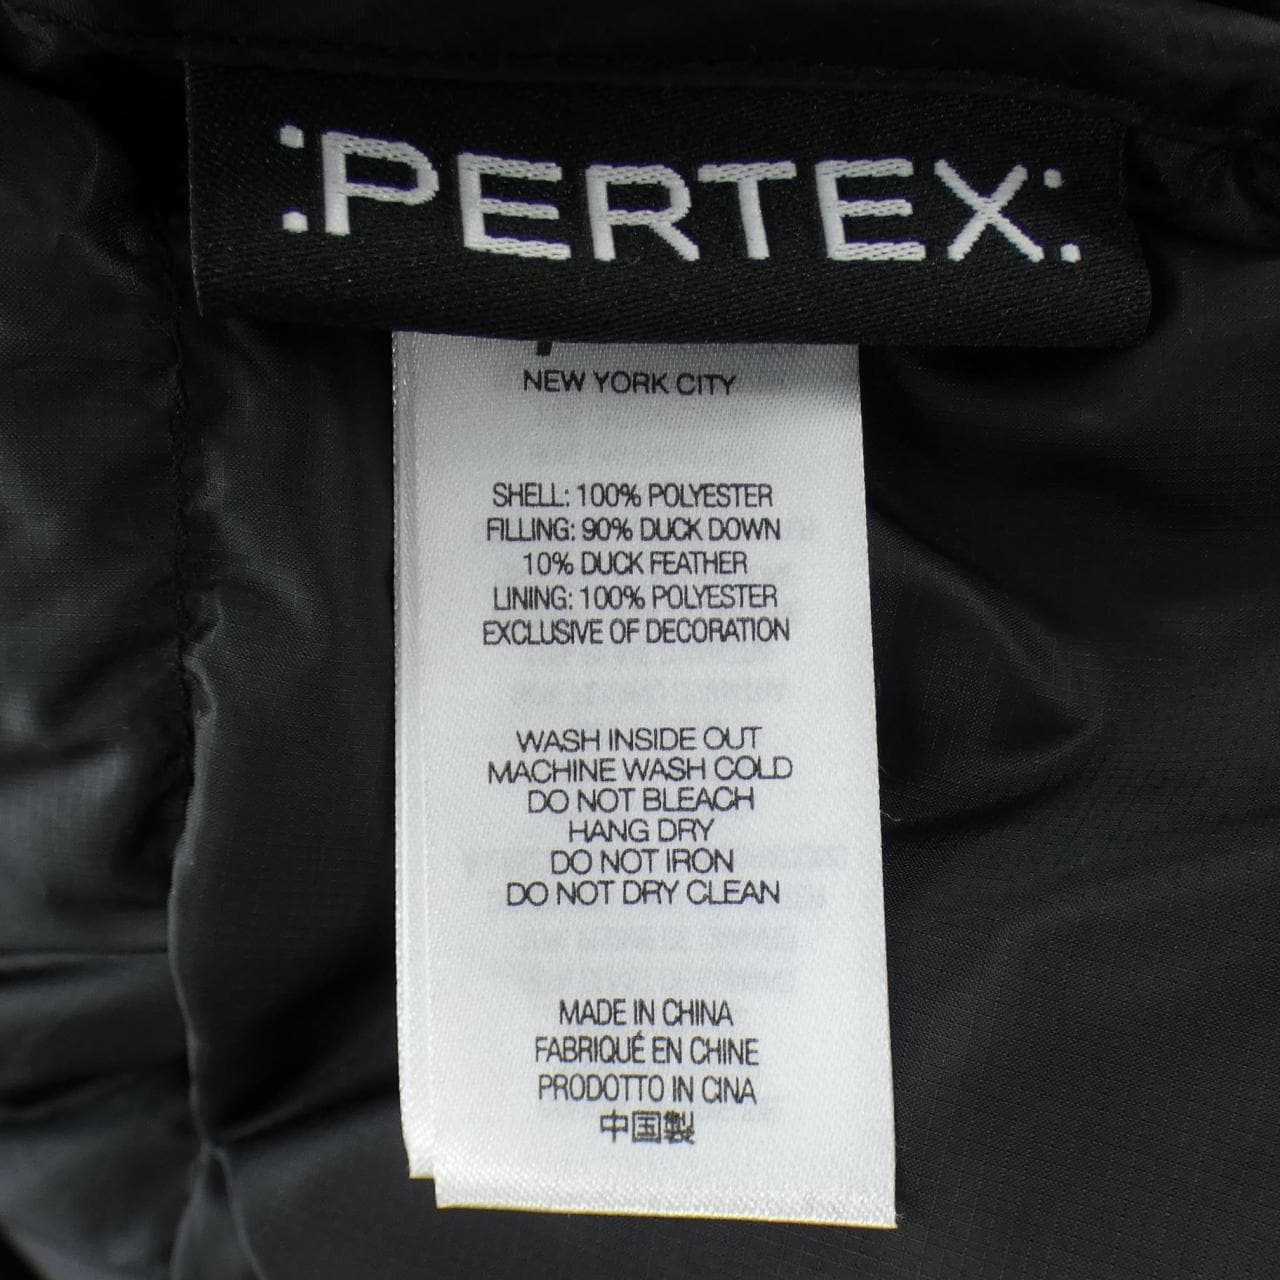 PERTEX
NEW YORK CITY
SHELL: 100% POLYESTER
FILLING: 90% DUCK DOWN
10% DUCK FEATHER
LINING: 100% POLYESTER
EXCLUSIVE OF DECORATION
WASH INSIDE OUT
MACHINE WASH COLD
DO NOT BLEACH
HANG DRY
DO NOT IRON
DO NOT DRY CLEAN
MADE IN CHINA
FABRIQUÉ EN CHINE
PRODOTTO IN CINA
中国製